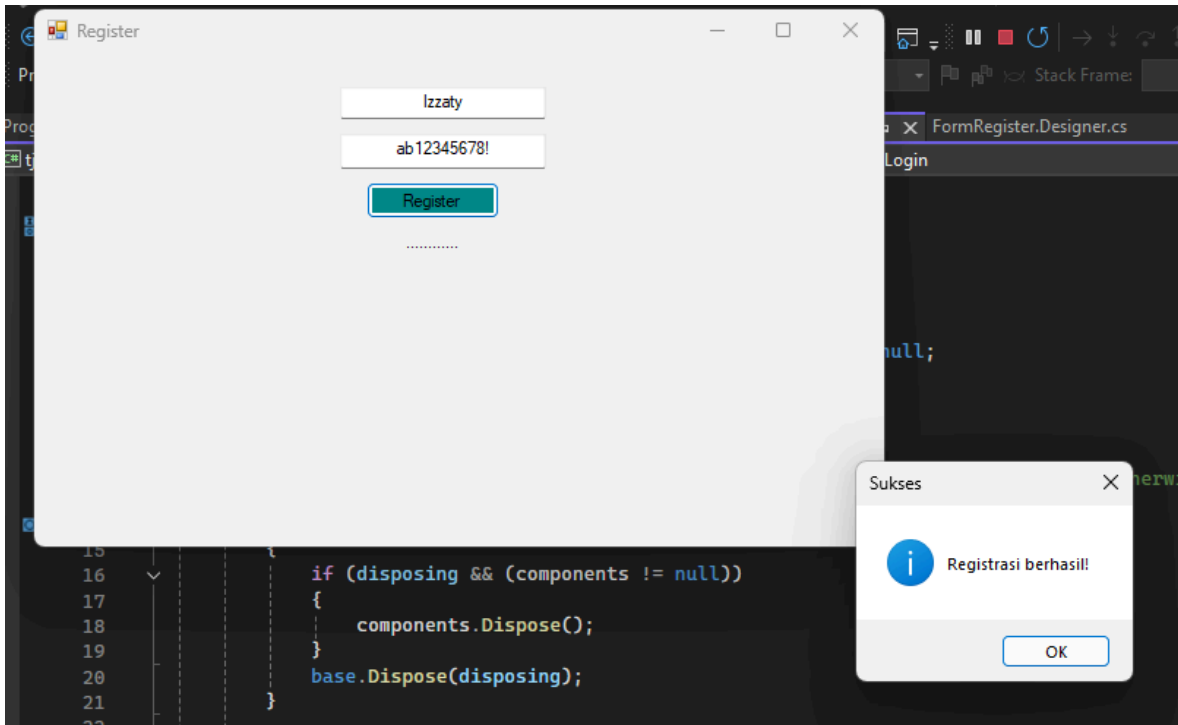 Register
Stack Frame:
FormRegister.Designer.cs
Login
Izzaty
ab12345678!
Register
............
null;
Sukses
Registrasi berhasil!
OK
15 {
16 if (disposing && (components != null))
17 {
18 components.Dispose();
19 }
20 base.Dispose(disposing);
21 }